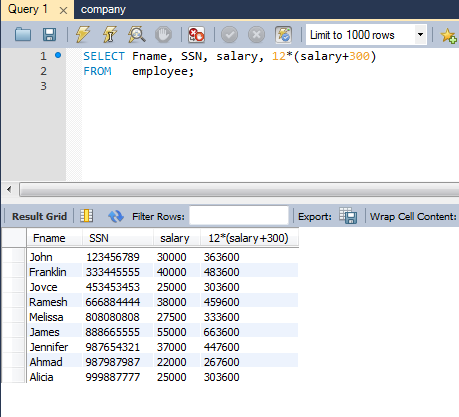 Query 1 × company
Limit to 1000 rows
1 SELECT Fname, SSN, salary, 12*(salary+300)
2 FROM employee;
3
Result Grid Filter Rows: Export: Wrap Cell Content:
Fname SSN salary 12*(salary+300)
John 123456789 30000 363600
Franklin 333445555 40000 483600
Joyce 453453453 25000 303600
Ramesh 666884444 38000 459600
Melissa 808080808 27500 333600
James 888665555 55000 663600
Jennifer 987654321 37000 447600
Ahmad 987987987 22000 267600
Alicia 999887777 25000 303600